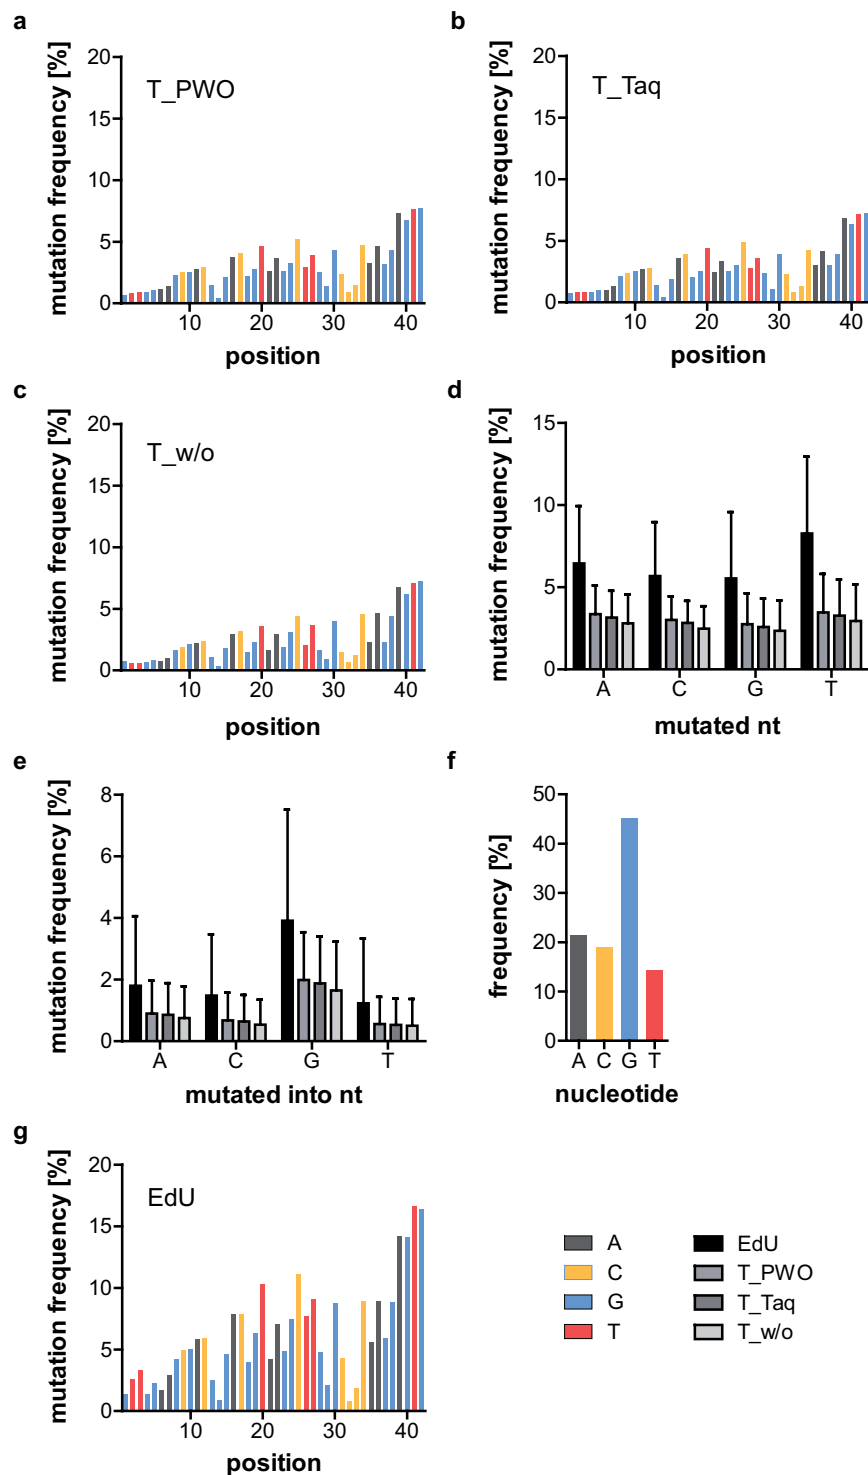 a
mutation frequency [%]
20
15
10
5
0
T_PWO
10 20 30 40
position
b
mutation frequency [%]
20
15
10
5
0
T_Taq
10 20 30 40
position
c
mutation frequency [%]
20
15
10
5
0
T_w/o
10 20 30 40
position
d
mutation frequency [%]
15
10
5
0
A C G T
mutated nt
e
mutation frequency [%]
8
6
4
2
0
A C G T
mutated into nt
f
frequency [%]
50
40
30
20
10
0
A C G T
nucleotide
g
mutation frequency [%]
20
15
10
5
0
EdU
10 20 30 40
position
A
C
G
T
EdU
T_PWO
T_Taq
T_w/o